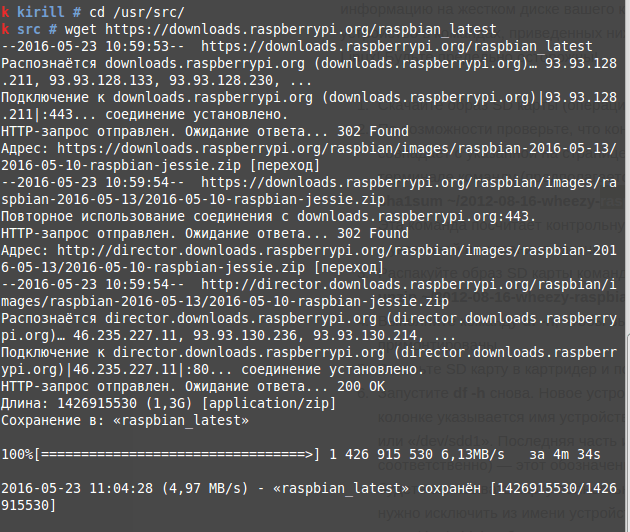 k kirill # cd /usr/src/
k src # wget https://downloads.raspberrypi.org/raspbian_latest
--2016-05-23 10:59:53--  https://downloads.raspberrypi.org/raspbian_latest
Распознаётся downloads.raspberrypi.org (downloads.raspberrypi.org)… 93.93.128
.211, 93.93.128.133, 93.93.128.230, ...
Подключение к downloads.raspberrypi.org (downloads.raspberrypi.org)|93.93.128
.211|:443... соединение установлено.
HTTP-запрос отправлен. Ожидание ответа... 302 Found
Адрес: https://downloads.raspberrypi.org/raspbian/images/raspbian-2016-05-13/
2016-05-10-raspbian-jessie.zip [переход]
--2016-05-23 10:59:54--  https://downloads.raspberrypi.org/raspbian/images/ra
spbian-2016-05-13/2016-05-10-raspbian-jessie.zip
Повторное использование соединения с downloads.raspberrypi.org:443.
HTTP-запрос отправлен. Ожидание ответа... 302 Found
Адрес: http://director.downloads.raspberrypi.org/raspbian/images/raspbian-201
6-05-13/2016-05-10-raspbian-jessie.zip [переход]
--2016-05-23 10:59:54--  http://director.downloads.raspberrypi.org/raspbian/i
mages/raspbian-2016-05-13/2016-05-10-raspbian-jessie.zip
Распознаётся director.downloads.raspberrypi.org (director.downloads.raspberry
pi.org)… 46.235.227.11, 93.93.130.236, 93.93.130.214, ...
Подключение к director.downloads.raspberrypi.org (director.downloads.raspberr
ypi.org)|46.235.227.11|:80... соединение установлено.
HTTP-запрос отправлен. Ожидание ответа... 200 OK
Длина: 1426915530 (1,3G) [application/zip]
Сохранение в: «raspbian_latest»
100%[=================================>] 1 426 915 530 6,13MB/s   за 4m 34s
2016-05-23 11:04:28 (4,97 MB/s) - «raspbian_latest» сохранён [1426915530/1426
915530]